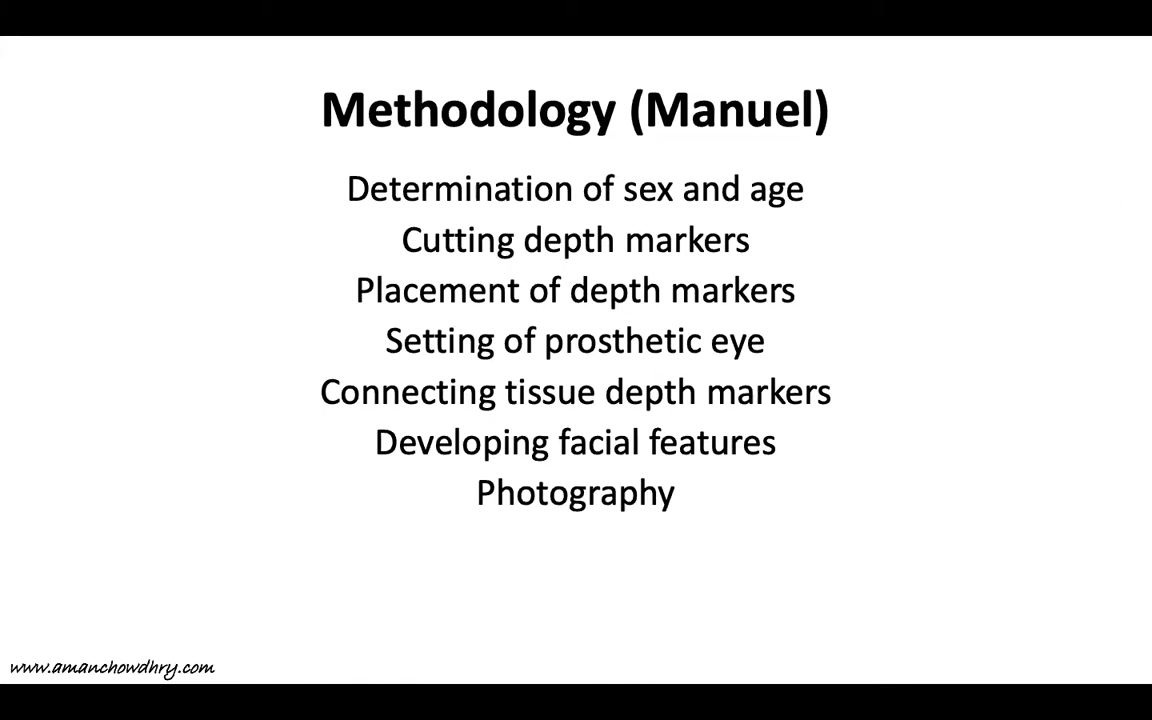 Methodology (Manuel)
Determination of sex and age
Cutting depth markers
Placement of depth markers
Setting of prosthetic eye
Connecting tissue depth markers
Developing facial features
Photography
www.amanchowdhry.com